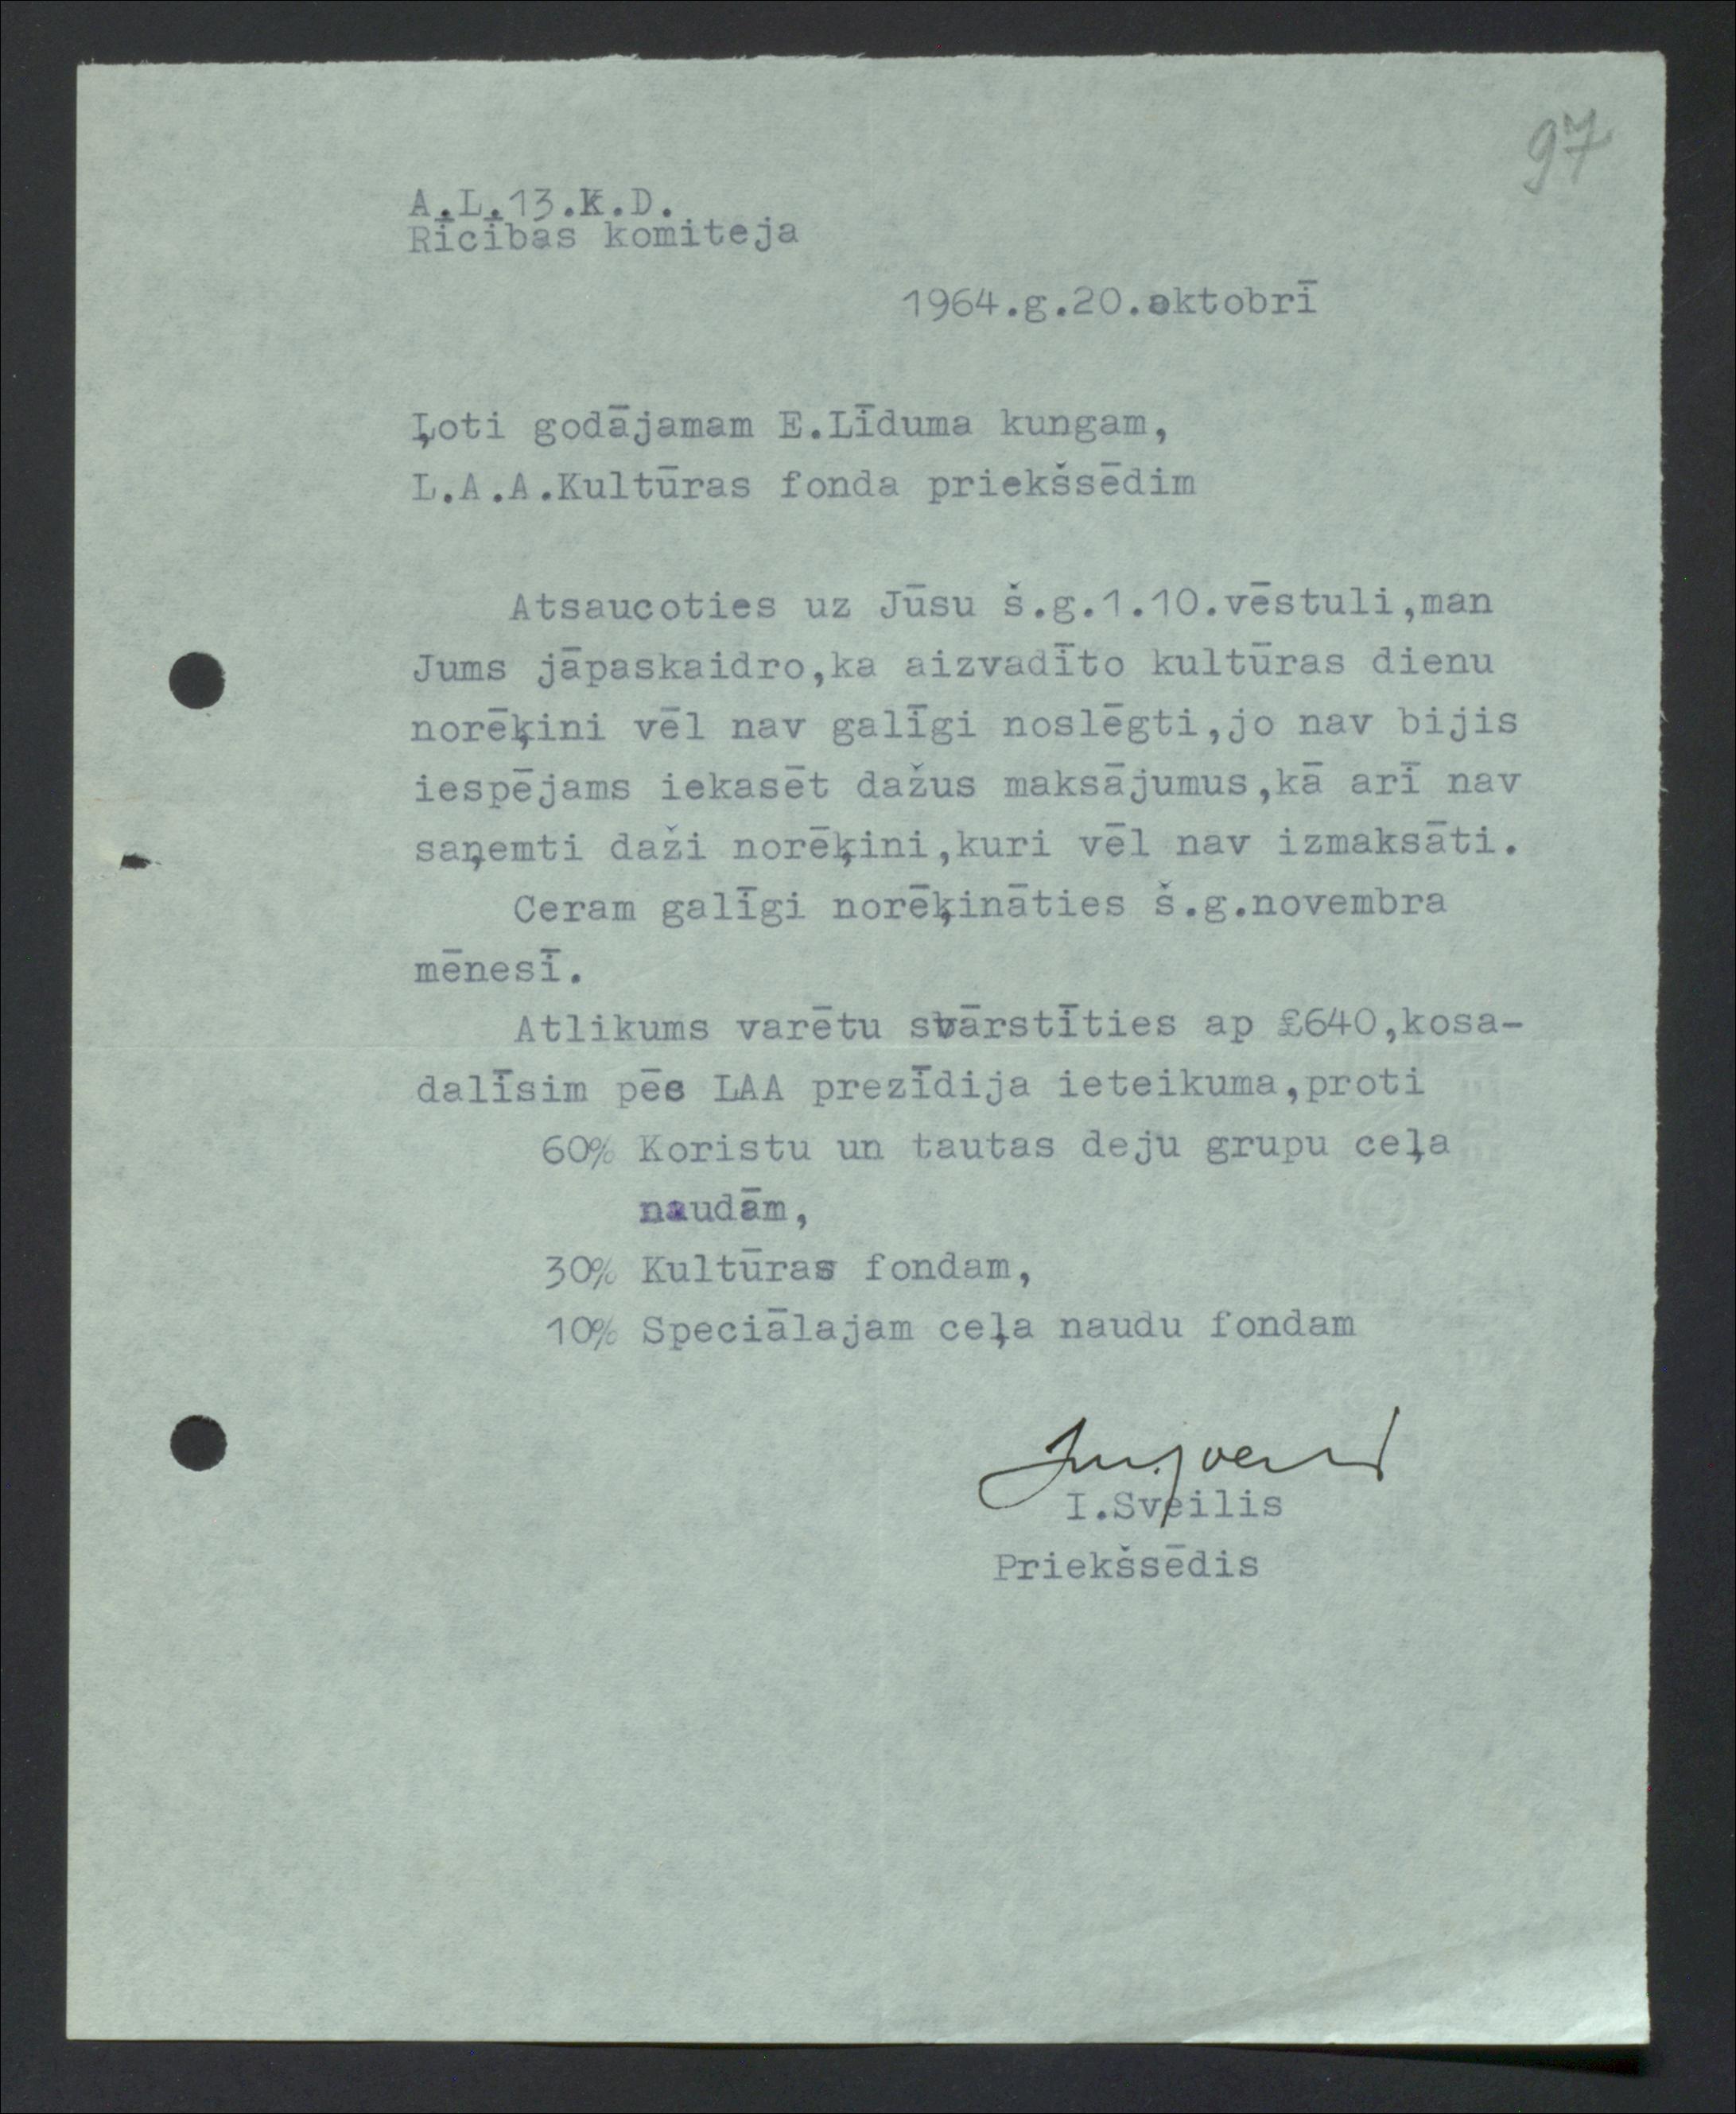 97
A.L.13.K.D.
Rīcības komiteja
1964.g.20.oktobrī
Ļoti godājamam E.Līduma kungam,
L.A.A.Kultūras fonda priekšsēdim
Atsaucoties uz Jūsu š.g.1.10.vēstuli,man
Jums jāpaskaidro,ka aizvadīto kultūras dienu
norēķini vēl nav galīgi noslēgti,jo nav bijis
iespējams iekasēt dažus maksājumus,kā arī nav
saņemti daži norēķini,kuri vēl nav izmaksāti.
Ceram galīgi norēķināties š.g.novembra
mēnesī.
Atlikums varētu svārstīties ap £640,kosa-
dalīsim pēc LAA prezīdija ieteikuma,proti
60% Koristu un tautas deju grupu ceļa
naudām,
30% Kultūras fondam,
10% Speciālajam ceļa naudu fondam
I.Sveilis
Priekšsēdis